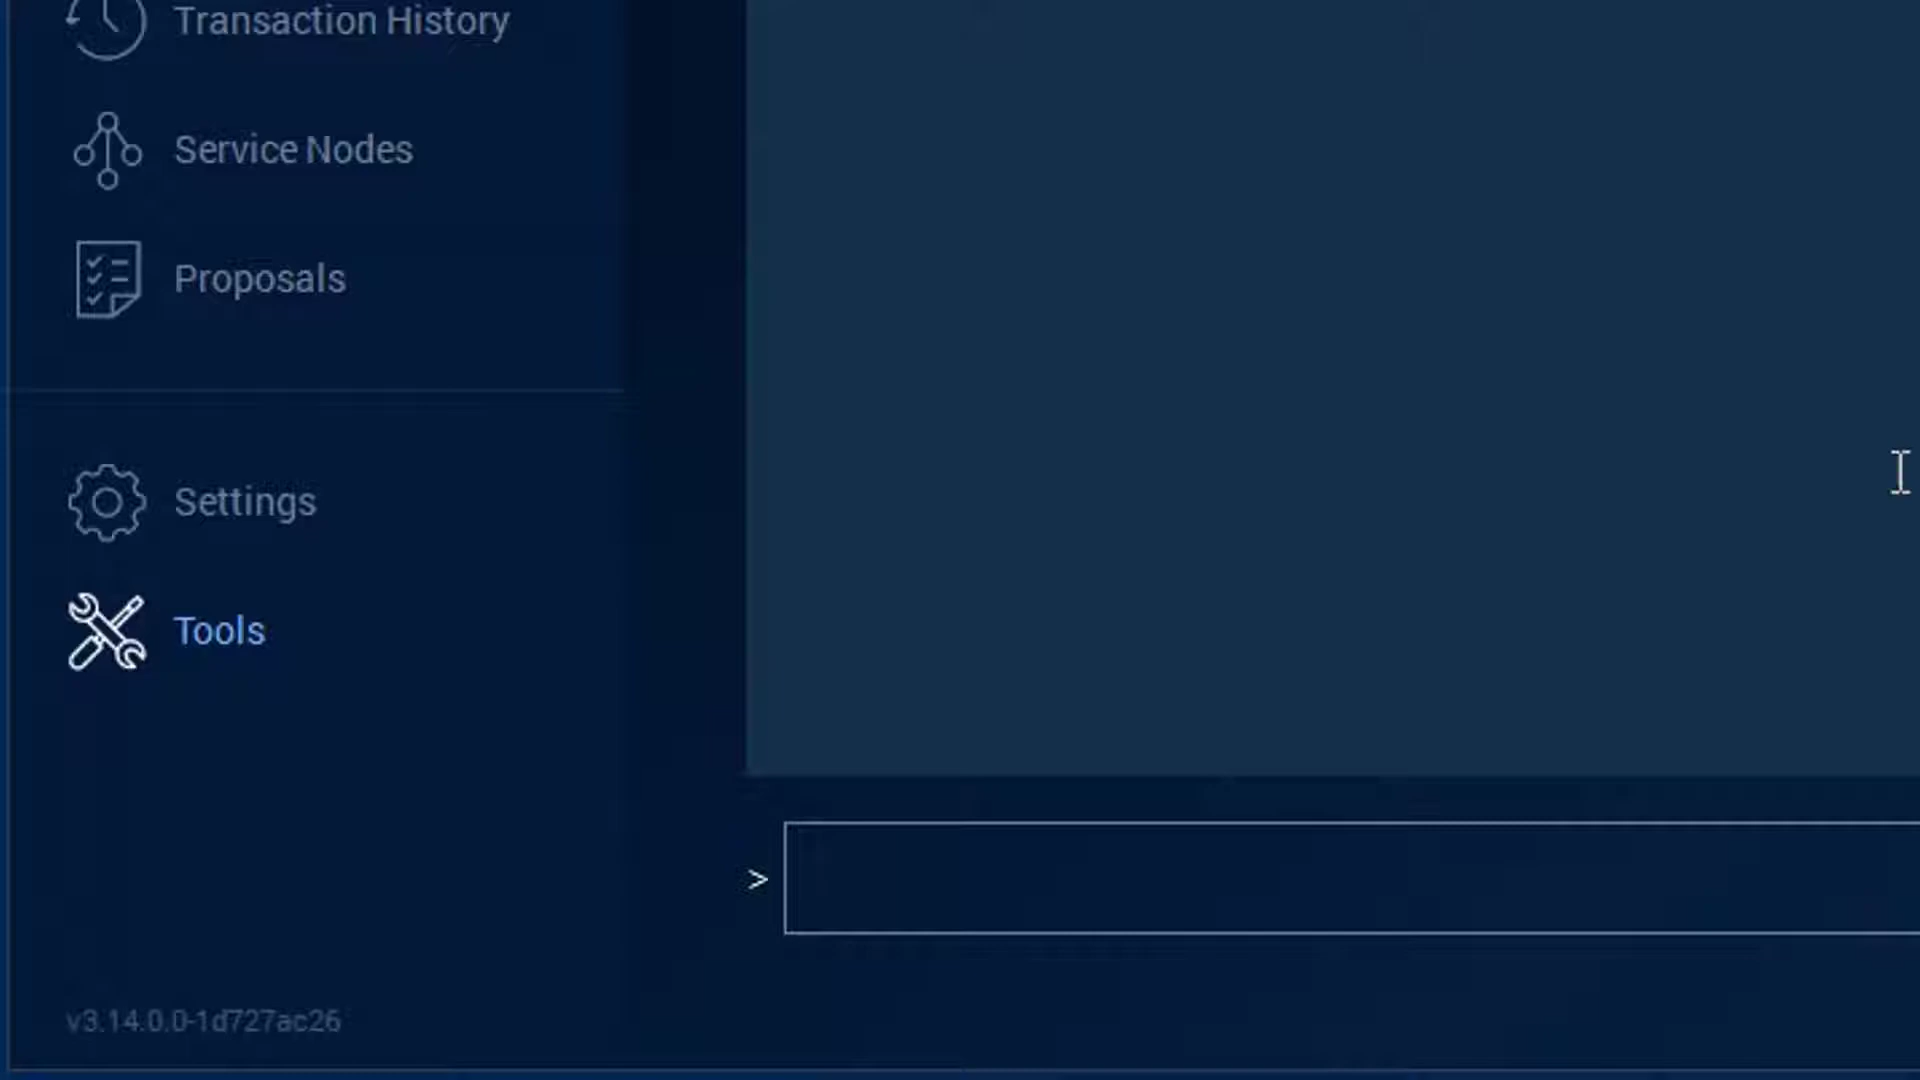 Transaction History
Service Nodes
Proposals
Settings
Tools
>
v3.14.0.0-1d727ac26